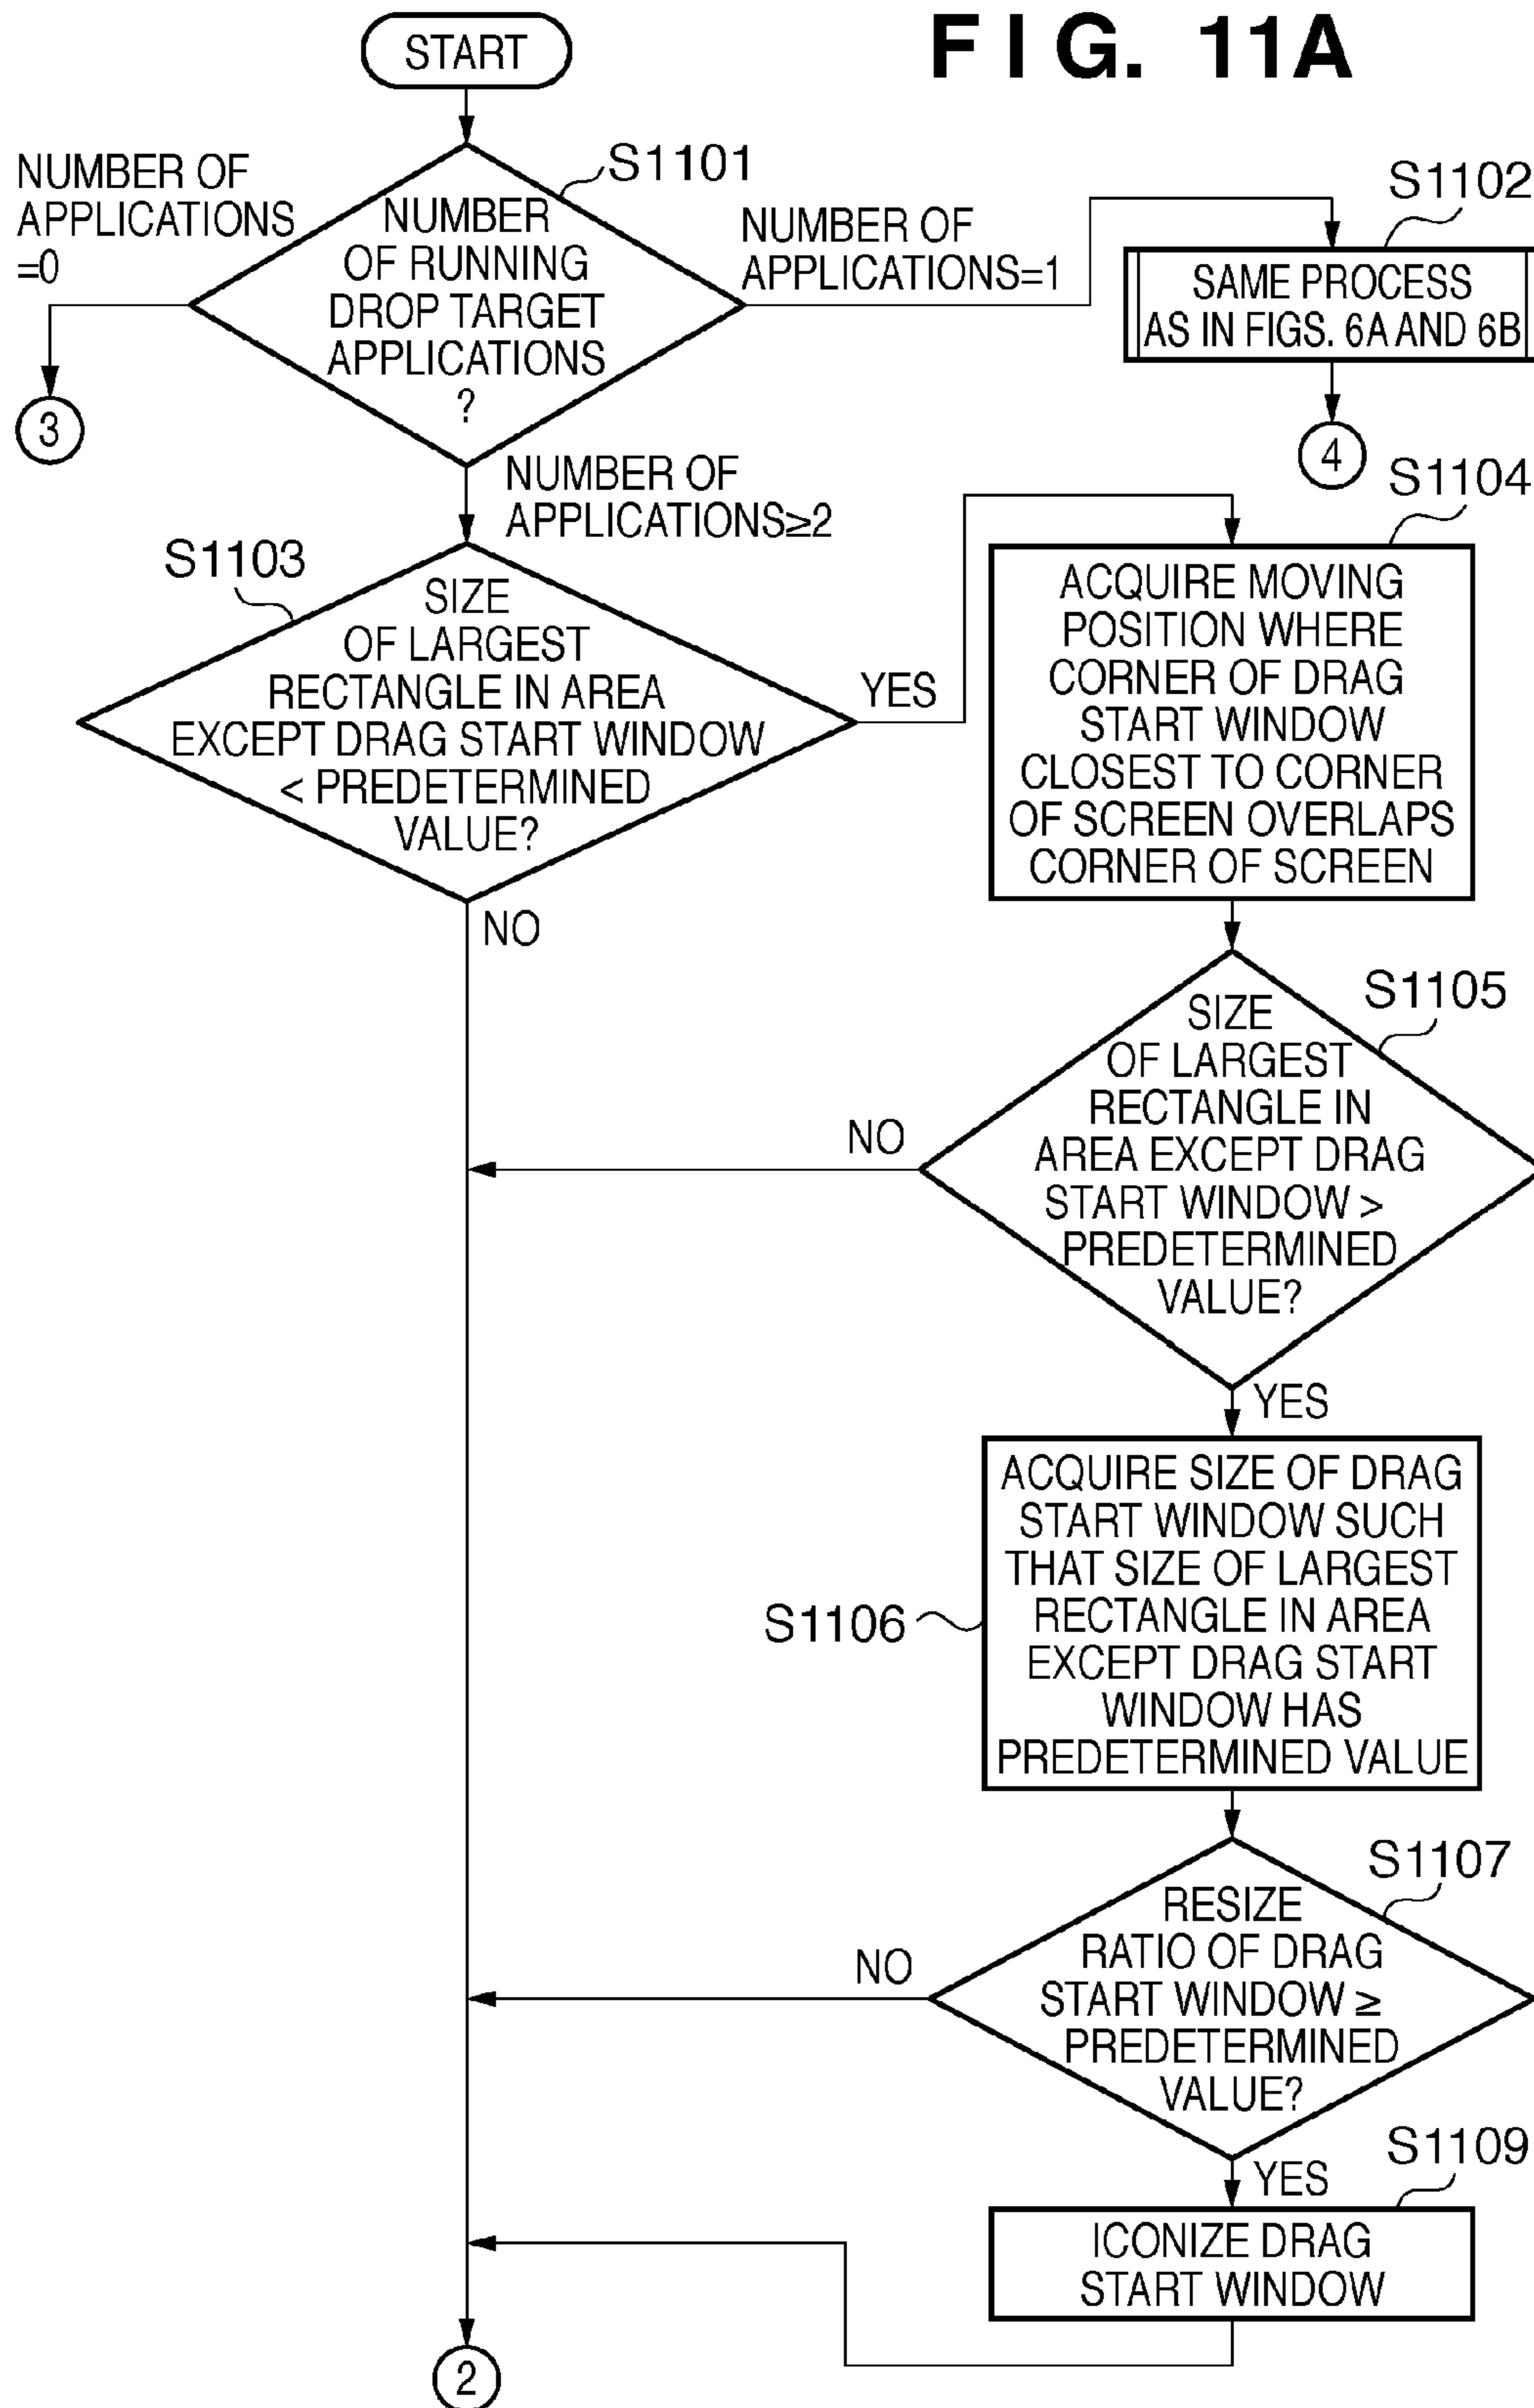 FIG. 11A
START
S1101
NUMBER OF
APPLICATIONS
=0
NUMBER
OF RUNNING
DROP TARGET
APPLICATIONS
?
NUMBER OF
APPLICATIONS=1
S1102
SAME PROCESS
AS IN FIGS. 6A AND 6B
3
4
NUMBER OF
APPLICATIONS≥2
S1103
SIZE
OF LARGEST
RECTANGLE IN AREA
EXCEPT DRAG START WINDOW
< PREDETERMINED
VALUE?
YES
NO
S1104
ACQUIRE MOVING
POSITION WHERE
CORNER OF DRAG
START WINDOW
CLOSEST TO CORNER
OF SCREEN OVERLAPS
CORNER OF SCREEN
S1105
SIZE
OF LARGEST
RECTANGLE IN
AREA EXCEPT DRAG
START WINDOW >
PREDETERMINED
VALUE?
NO
YES
S1106
ACQUIRE SIZE OF DRAG
START WINDOW SUCH
THAT SIZE OF LARGEST
RECTANGLE IN AREA
EXCEPT DRAG START
WINDOW HAS
PREDETERMINED VALUE
S1107
RESIZE
RATIO OF DRAG
START WINDOW ≥
PREDETERMINED
VALUE?
NO
YES
S1109
ICONIZE DRAG
START WINDOW
2